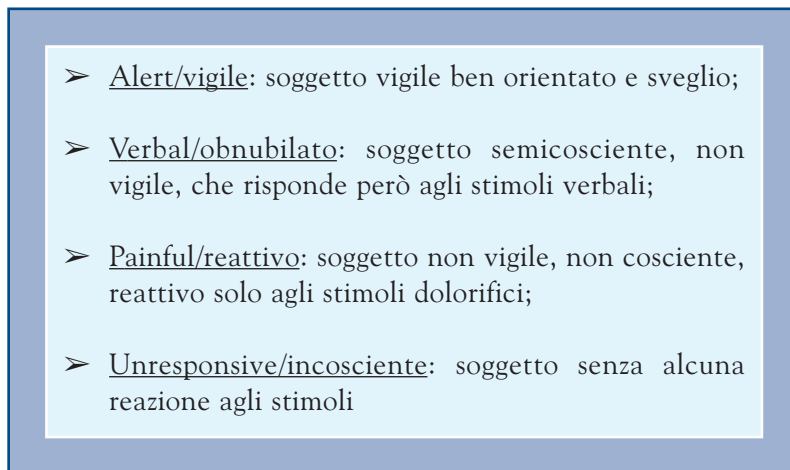 ➢ Alert/vigile: soggetto vigile ben orientato e sveglio;
➢ Verbal/obnubilato: soggetto semicosciente, non
vigile, che risponde però agli stimoli verbali;
➢ Painful/reattivo: soggetto non vigile, non cosciente,
reattivo solo agli stimoli dolorifici;
➢ Unresponsive/incosciente: soggetto senza alcuna
reazione agli stimoli